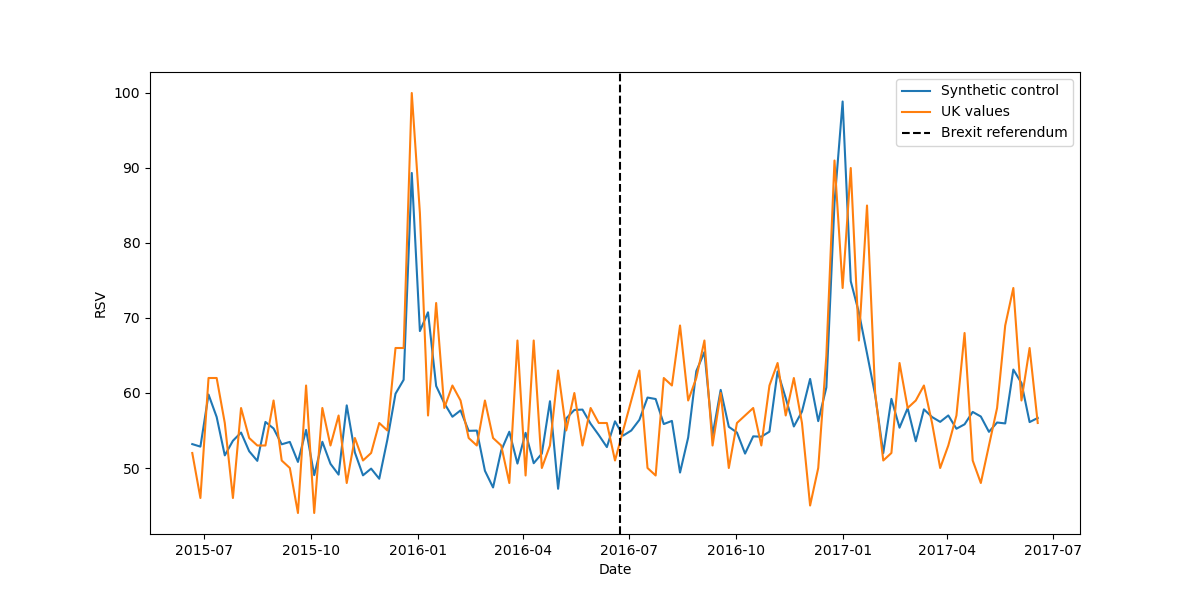 Synthetic control
UK values
Brexit referendum
RSV
100
90
80
70
60
50
2015-07 2015-10 2016-01 2016-04 2016-07 2016-10 2017-01 2017-04 2017-07
Date